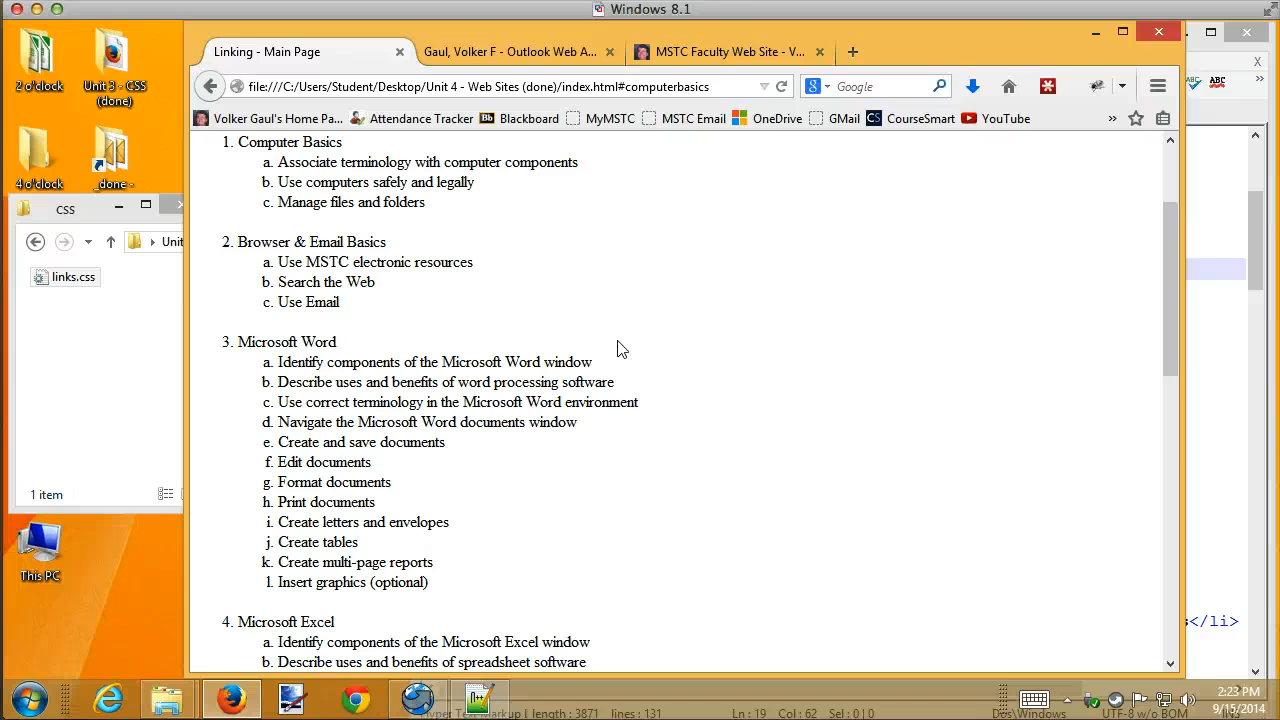 Windows 8.1
2 o'clock
Unit 3 - CSS
(done)
4 o'clock
_done -
CSS
Unit
links.css
1 item
This PC
Linking - Main Page
Gaul, Volker F - Outlook Web A...
MSTC Faculty Web Site - V...
file:///C:/Users/Student/Desktop/Unit 4 - Web Sites (done)/index.html#computerbasics
Google
Volker Gaul's Home Pa...
Attendance Tracker
Bb Blackboard
MyMSTC
MSTC Email
OneDrive
GMail
CS CourseSmart
YouTube
1. Computer Basics
a. Associate terminology with computer components
b. Use computers safely and legally
c. Manage files and folders
2. Browser & Email Basics
a. Use MSTC electronic resources
b. Search the Web
c. Use Email
3. Microsoft Word
a. Identify components of the Microsoft Word window
b. Describe uses and benefits of word processing software
c. Use correct terminology in the Microsoft Word environment
d. Navigate the Microsoft Word documents window
e. Create and save documents
f. Edit documents
g. Format documents
h. Print documents
i. Create letters and envelopes
j. Create tables
k. Create multi-page reports
l. Insert graphics (optional)
4. Microsoft Excel
a. Identify components of the Microsoft Excel window
b. Describe uses and benefits of spreadsheet software
ABC
ABC
s</li>
length : 3871 lines : 131
Ln : 19 Col : 62 Sel : 0 | 0
Dos\Windows
UTF-8 w/o BOM
2:23 PM
9/15/2014